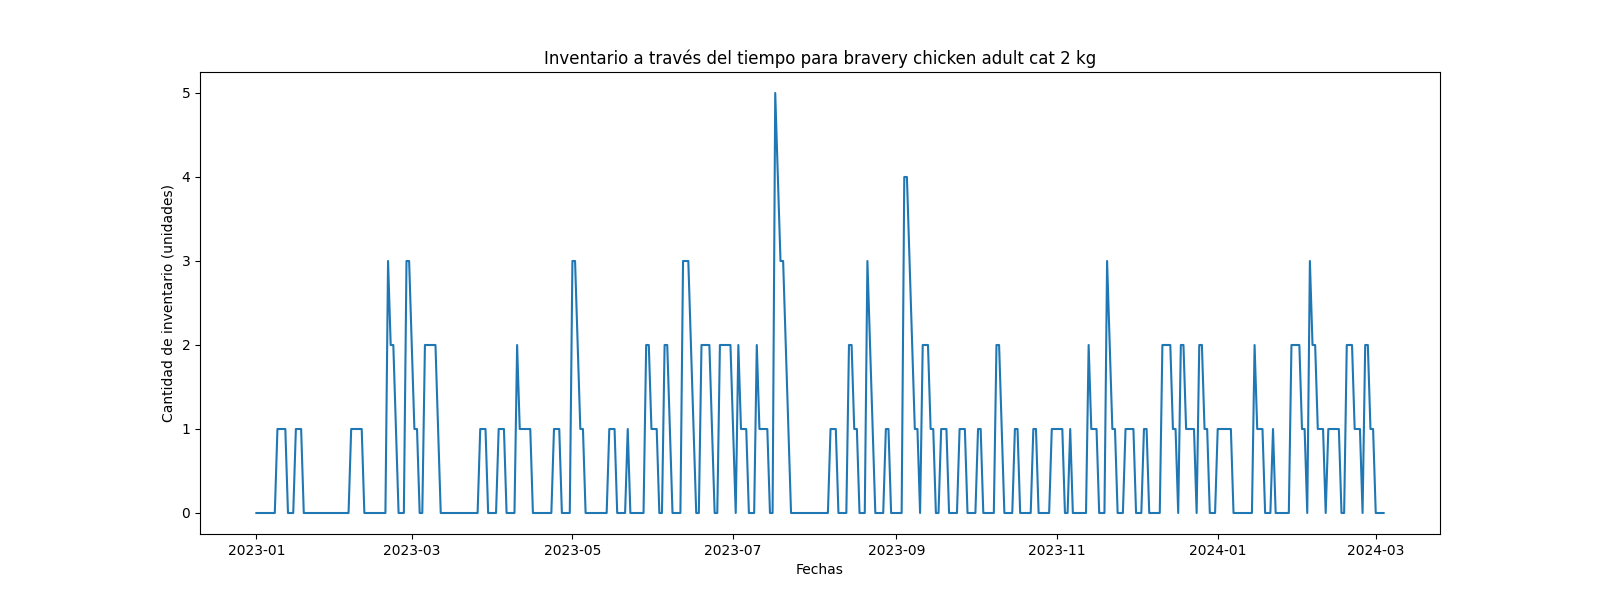 Inventario a través del tiempo para bravery chicken adult cat 2 kg
Cantidad de inventario (unidades)
5
4
3
2
1
0
2023-01 2023-03 2023-05 2023-07 2023-09 2023-11 2024-01 2024-03
Fechas